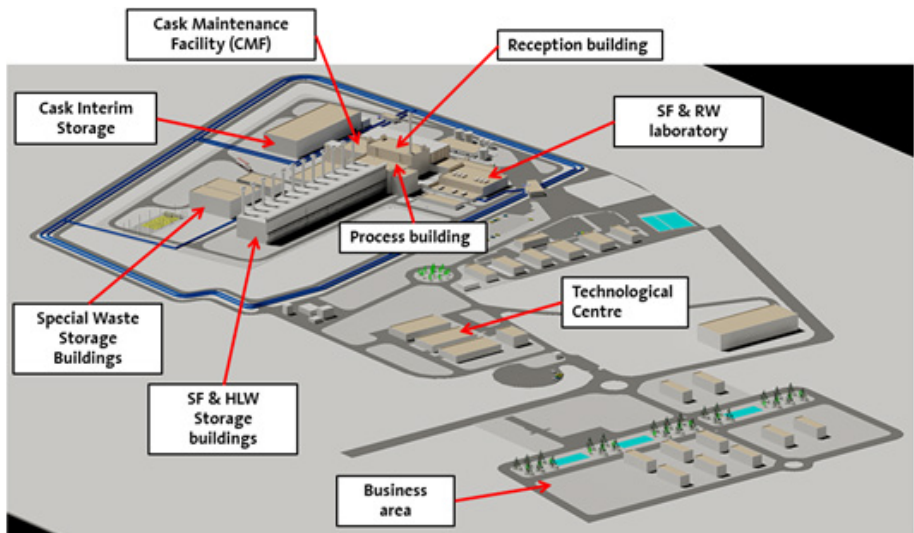 Cask Maintenance
Facility (CMF)
Reception building
Cask Interim
Storage
SF & RW
laboratory
Process building
Special Waste
Storage
Buildings
Technological
Centre
SF & HLW
Storage
buildings
Business
area